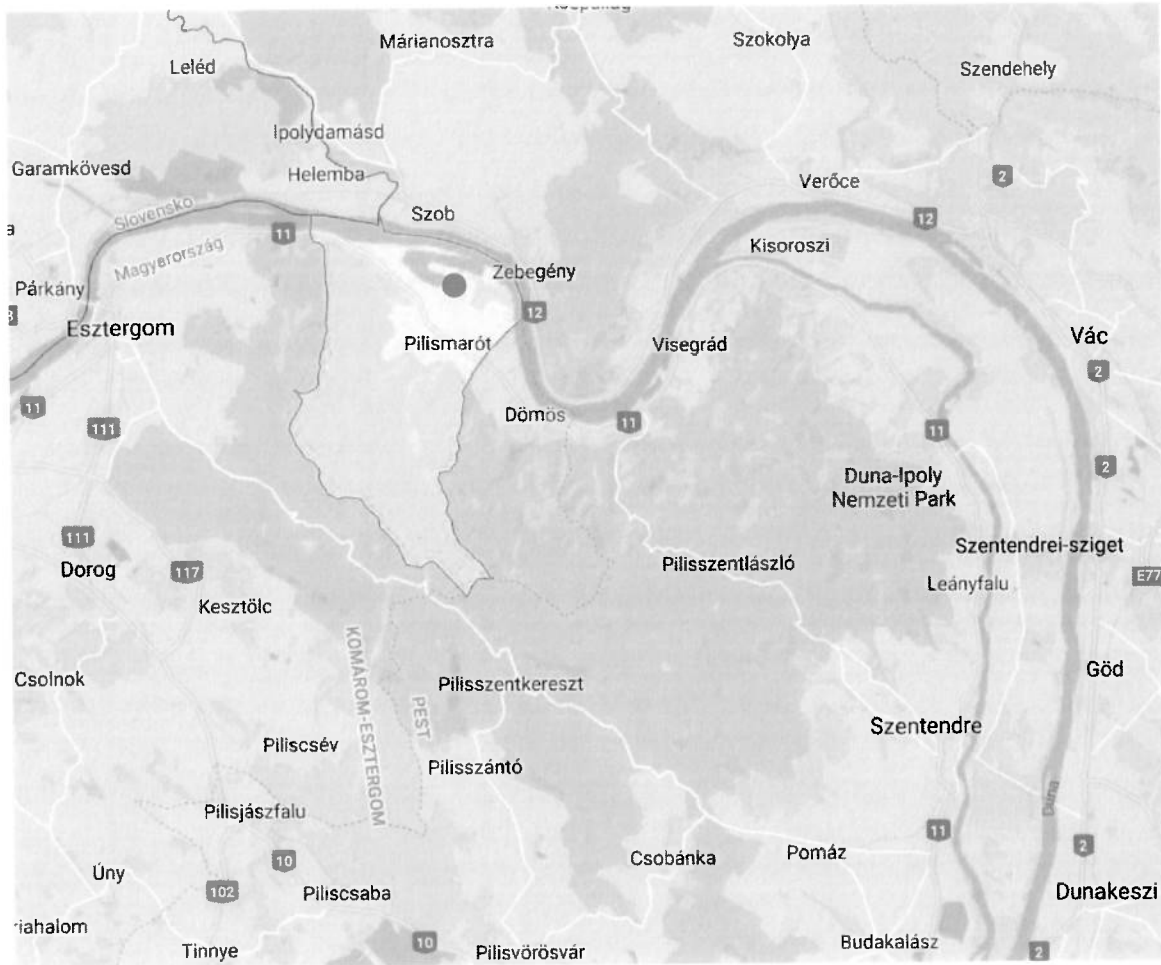 Márianosztra
Szokolya
Leléd
Szendehely
Ipolydamásd
Garamkövesd
Helemba
2
Verőce
Slovensko
Szob
12
11
Kisoroszi
Magyarország
Zebegény
Párkány
12
Esztergom
Pilismarót
Visegrád
Vác
2
11
Dömös
11
111
11
2
Duna-Ipoly
Nemzeti Park
111
Szentendrei-sziget
Dorog
117
Pilisszentlászló
E77
Leányfalu
Kesztölc
KOMÁROM-ESZTERGOM
PEST
Csolnok
Pilisszentkereszt
Göd
Szentendre
Piliscsév
Pilisszántó
Duna
Pilisjászfalu
11
2
10
Csobánka
Pomáz
Úny
102
Piliscsaba
Dunakeszi
Tinnye
10
Pilisvörösvár
Budakalász
2